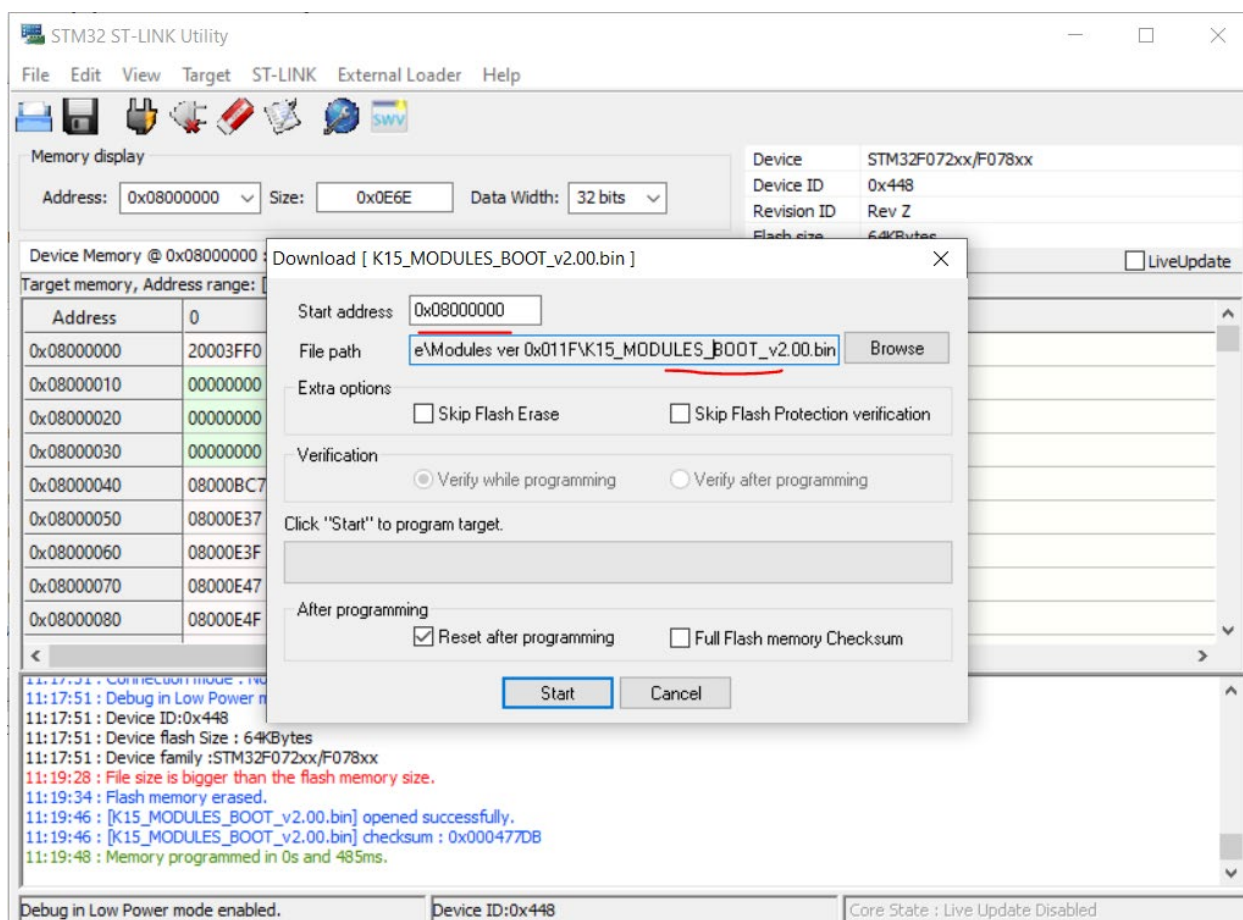 STM32 ST-LINK Utility
File Edit View Target ST-LINK External Loader Help
SWV
Memory display
Address: 0x08000000 Size: 0x0E6E Data Width: 32 bits
Device STM32F072xx/F078xx
Device ID 0x448
Revision ID Rev Z
Flash size 64KBytes
Device Memory @ 0x08000000 :
LiveUpdate
Target memory, Address range: [
Address 0
0x08000000 20003FF0
0x08000010 00000000
0x08000020 00000000
0x08000030 00000000
0x08000040 08000BC7
0x08000050 08000E37
0x08000060 08000E3F
0x08000070 08000E47
0x08000080 08000E4F
Download [ K15_MODULES_BOOT_v2.00.bin ]
Start address 0x08000000
File path e\Modules ver 0x011F\K15_MODULES_BOOT_v2.00.bin Browse
Extra options
Skip Flash Erase Skip Flash Protection verification
Verification
Verify while programming Verify after programming
Click "Start" to program target.
After programming
Reset after programming Full Flash memory Checksum
Start Cancel
11:17:51 : Connection mode : No
11:17:51 : Debug in Low Power m
11:17:51 : Device ID:0x448
11:17:51 : Device flash Size : 64KBytes
11:17:51 : Device family :STM32F072xx/F078xx
11:19:28 : File size is bigger than the flash memory size.
11:19:34 : Flash memory erased.
11:19:46 : [K15_MODULES_BOOT_v2.00.bin] opened successfully.
11:19:46 : [K15_MODULES_BOOT_v2.00.bin] checksum : 0x000477DB
11:19:48 : Memory programmed in 0s and 485ms.
Debug in Low Power mode enabled. Device ID:0x448 Core State : Live Update Disabled